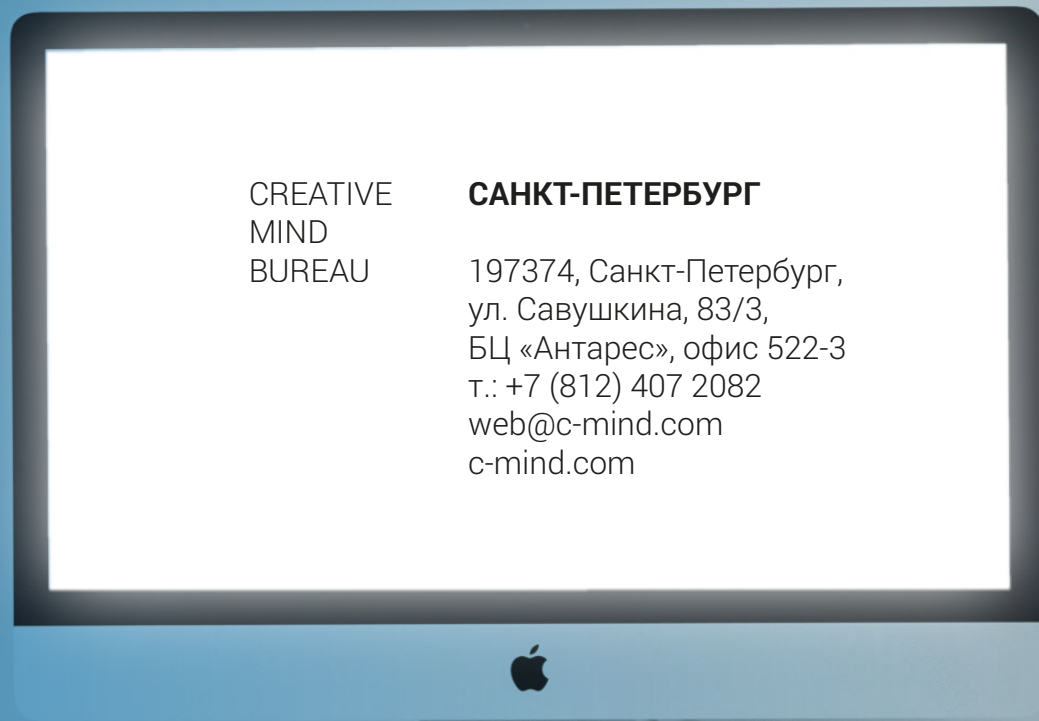 CREATIVE
MIND
BUREAU
САНКТ-ПЕТЕРБУРГ
197374, Санкт-Петербург,
ул. Савушкина, 83/3,
БЦ «Антарес», офис 522-3
т.: +7 (812) 407 2082
web@c-mind.com
c-mind.com